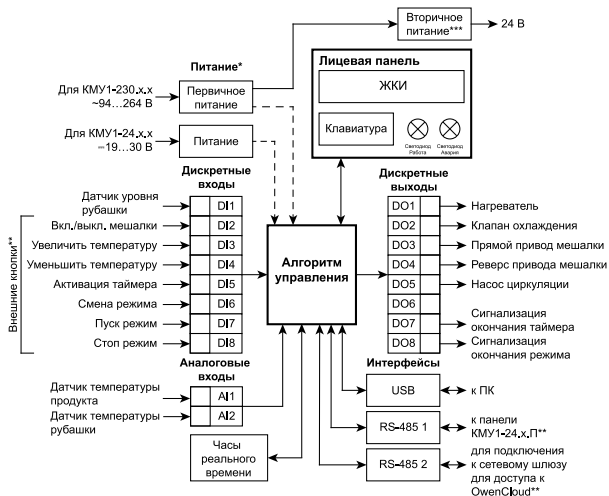 Вторичное
питание***
24 В
Питание*
Для КМУ1-230.х.х
~94...264 В
Первичное
питание
Для КМУ1-24.х.х
=19...30 В
Питание
Лицевая панель
ЖКИ
Клавиатура
Светодиод
Работа
Светодиод
Авария
Дискретные
входы
Датчик уровня
рубашки
DI1
Внешние кнопки**
Вкл./выкл. мешалки
DI2
Увеличить температуру
DI3
Уменьшить температуру
DI4
Активация таймера
DI5
Смена режима
DI6
Пуск режим
DI7
Стоп режим
DI8
Алгоритм
управления
Дискретные
выходы
DO1
Нагреватель
DO2
Клапан охлаждения
DO3
Прямой привод мешалки
DO4
Реверс привода мешалки
DO5
Насос циркуляции
DO6
DO7
Сигнализация
окончания таймера
DO8
Сигнализация
окончания режима
Аналоговые
входы
Датчик температуры
продукта
AI1
Датчик температуры
рубашки
AI2
Часы
реального
времени
Интерфейсы
USB
к ПК
RS-485 1
к панели
КМУ1-24.х.П**
RS-485 2
для подключения
к сетевому шлюзу
для доступа к
OwenCloud**